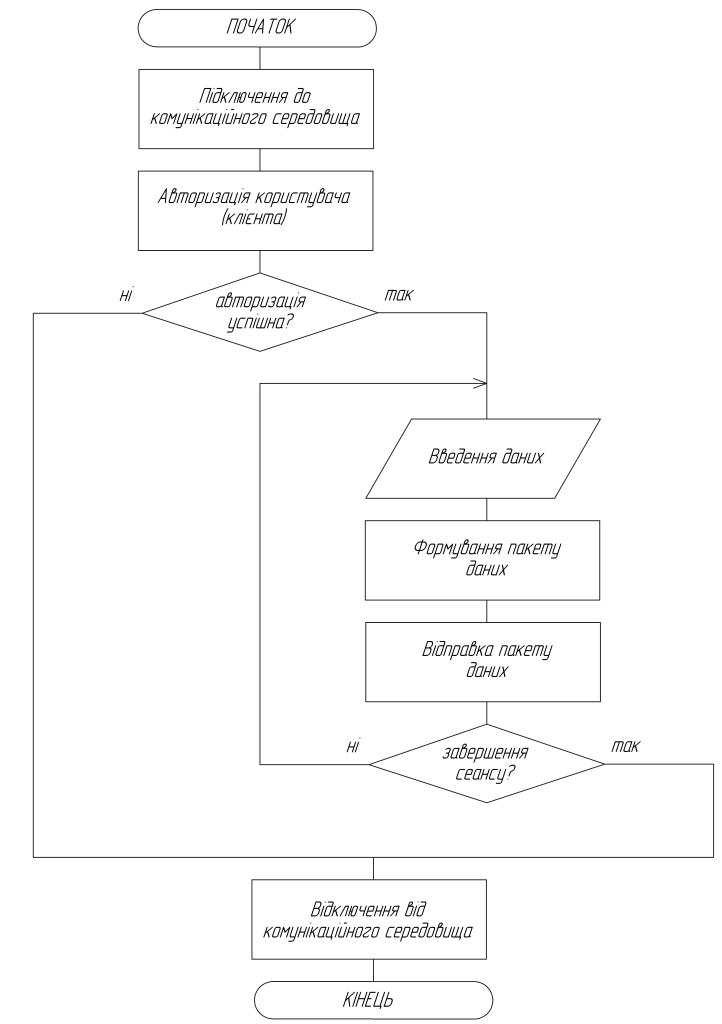 ПОЧАТОК
Підключення до
комунікаційного середовища
Авторизація користувача
(клієнта)
ні
авторизація
успішна?
так
Введення даних
Формування пакету
даних
Відправка пакету
даних
ні
завершення
сеансу?
так
Відключення від
комунікаційного середовища
КІНЕЦЬ